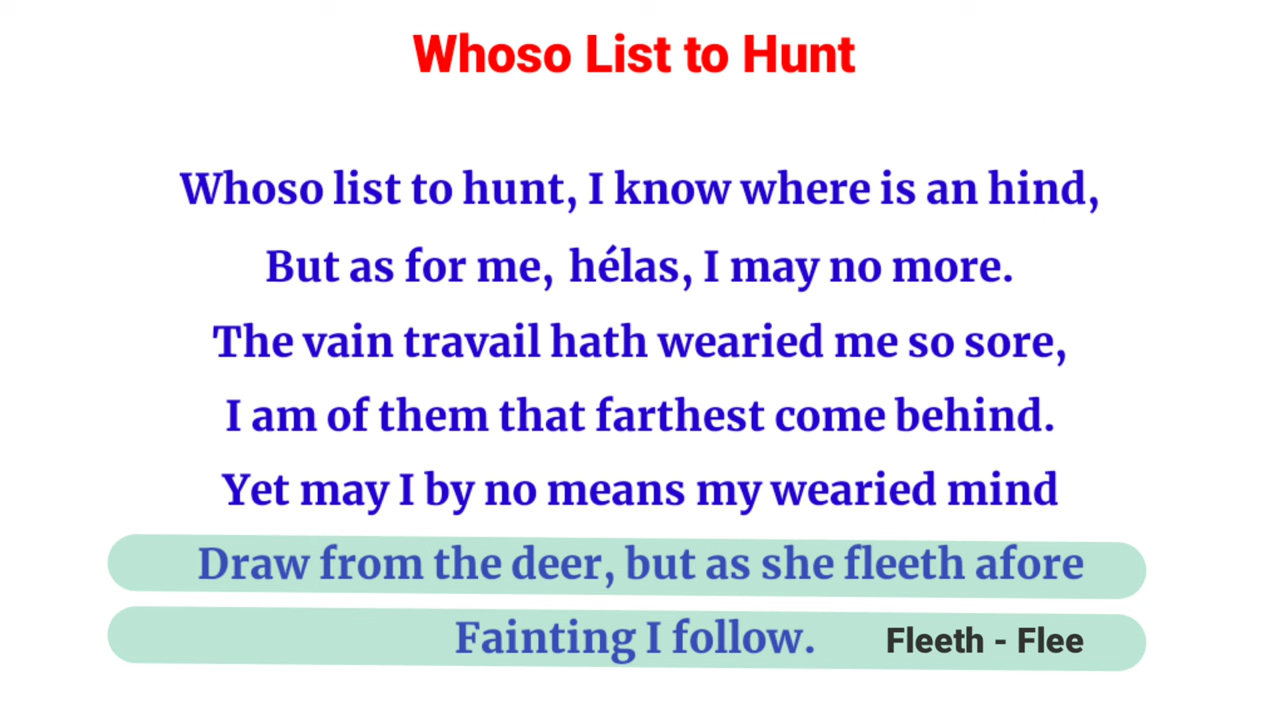 Whoso List to Hunt
Whoso list to hunt, I know where is an hind,
But as for me, hélas, I may no more.
The vain travail hath wearied me so sore,
I am of them that farthest come behind.
Yet may I by no means my wearied mind
Draw from the deer, but as she fleeth afore
Fainting I follow. Fleeth - Flee